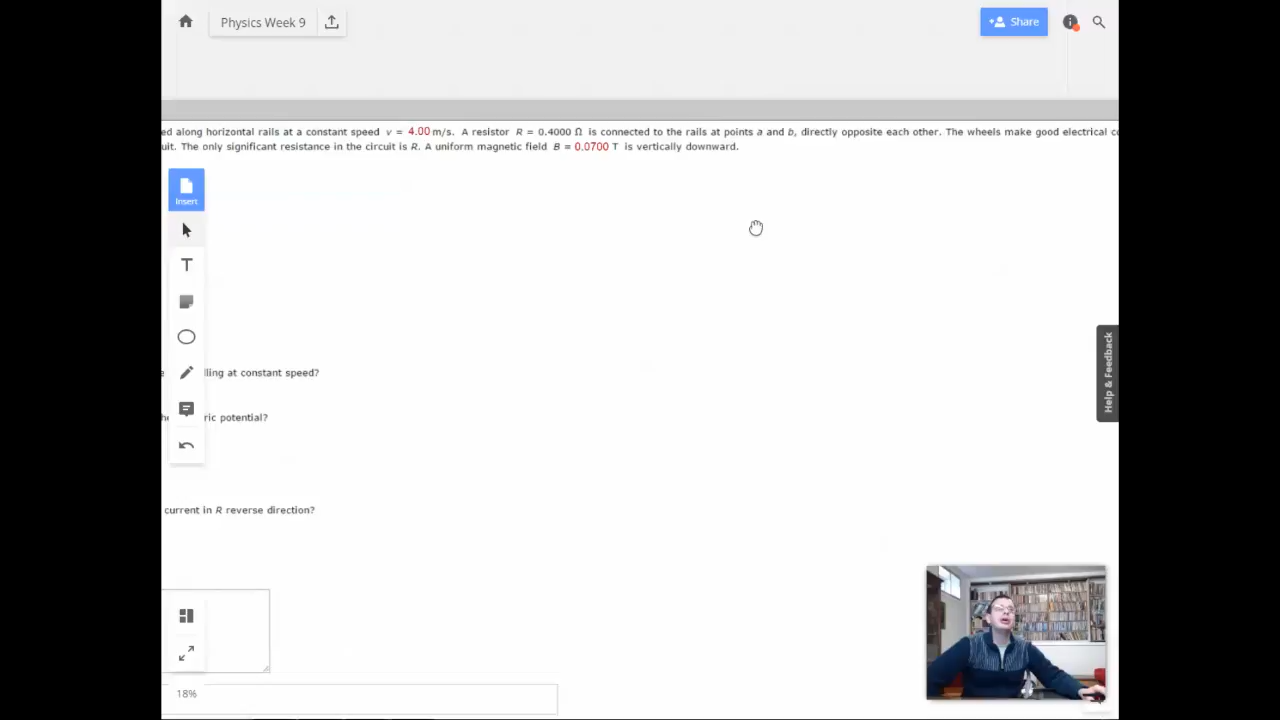 Physics Week 9
Share
ed along horizontal rails at a constant speed v = 4.00 m/s. A resistor R = 0.4000 Ω is connected to the rails at points a and b, directly opposite each other. The wheels make good electrical c
uit. The only significant resistance in the circuit is R. A uniform magnetic field B = 0.0700 T is vertically downward.
Insert
T
lling at constant speed?
ric potential?
current in R reverse direction?
Help & Feedback
18%